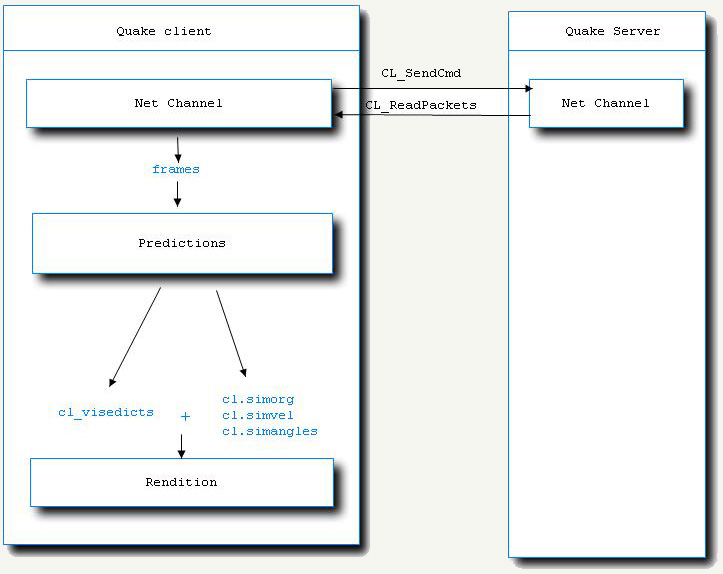 Quake client
Quake Server
CL_SendCmd
Net Channel
Net Channel
CL_ReadPackets
frames
Predictions
cl_visedicts + cl.simorg
cl.simvel
cl.simangles
Rendition